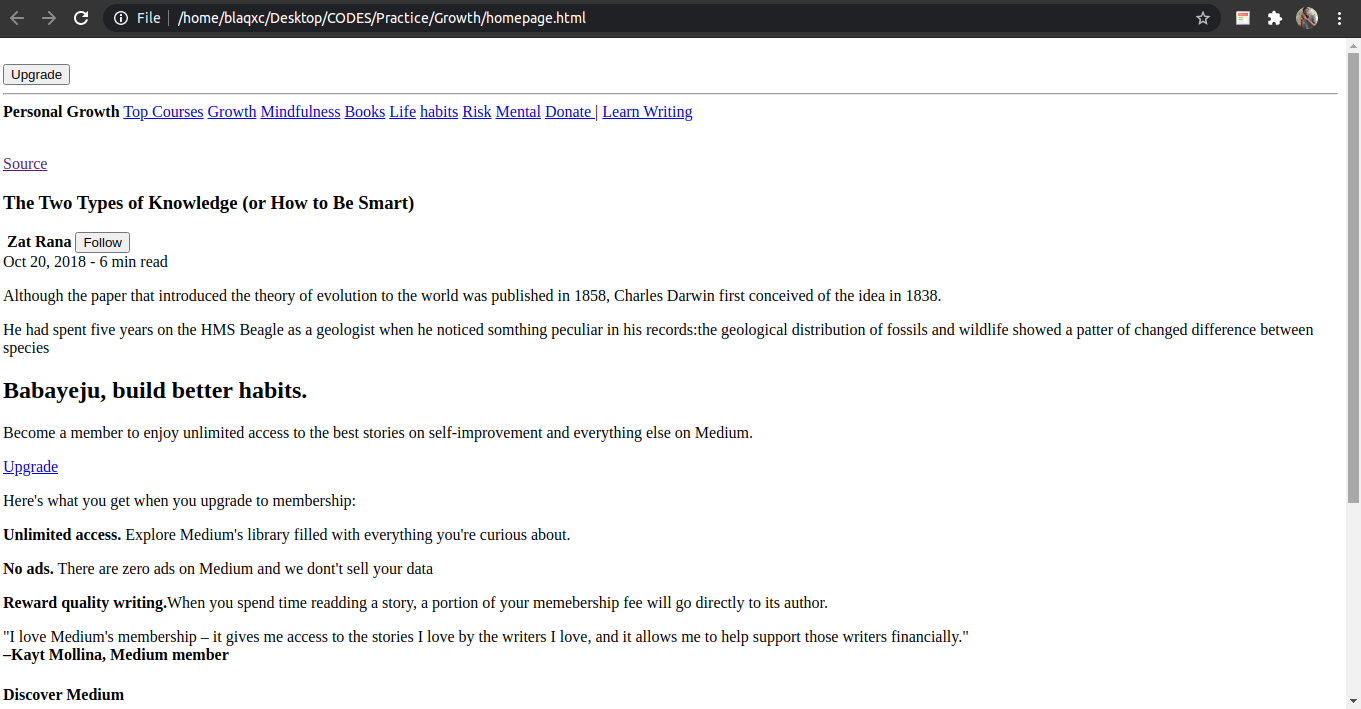 File | /home/blaqxc/Desktop/CODES/Practice/Growth/homepage.html
Upgrade
Personal Growth Top Courses Growth Mindfulness Books Life habits Risk Mental Donate | Learn Writing
Source
The Two Types of Knowledge (or How to Be Smart)
Zat Rana Follow
Oct 20, 2018 - 6 min read
Although the paper that introduced the theory of evolution to the world was published in 1858, Charles Darwin first conceived of the idea in 1838.
He had spent five years on the HMS Beagle as a geologist when he noticed somthing peculiar in his records:the geological distribution of fossils and wildlife showed a patter of changed difference between
species
Babayeju, build better habits.
Become a member to enjoy unlimited access to the best stories on self-improvement and everything else on Medium.
Upgrade
Here's what you get when you upgrade to membership:
Unlimited access. Explore Medium's library filled with everything you're curious about.
No ads. There are zero ads on Medium and we dont't sell your data
Reward quality writing.When you spend time readding a story, a portion of your memebership fee will go directly to its author.
"I love Medium's membership – it gives me access to the stories I love by the writers I love, and it allows me to help support those writers financially."
–Kayt Mollina, Medium member
Discover Medium